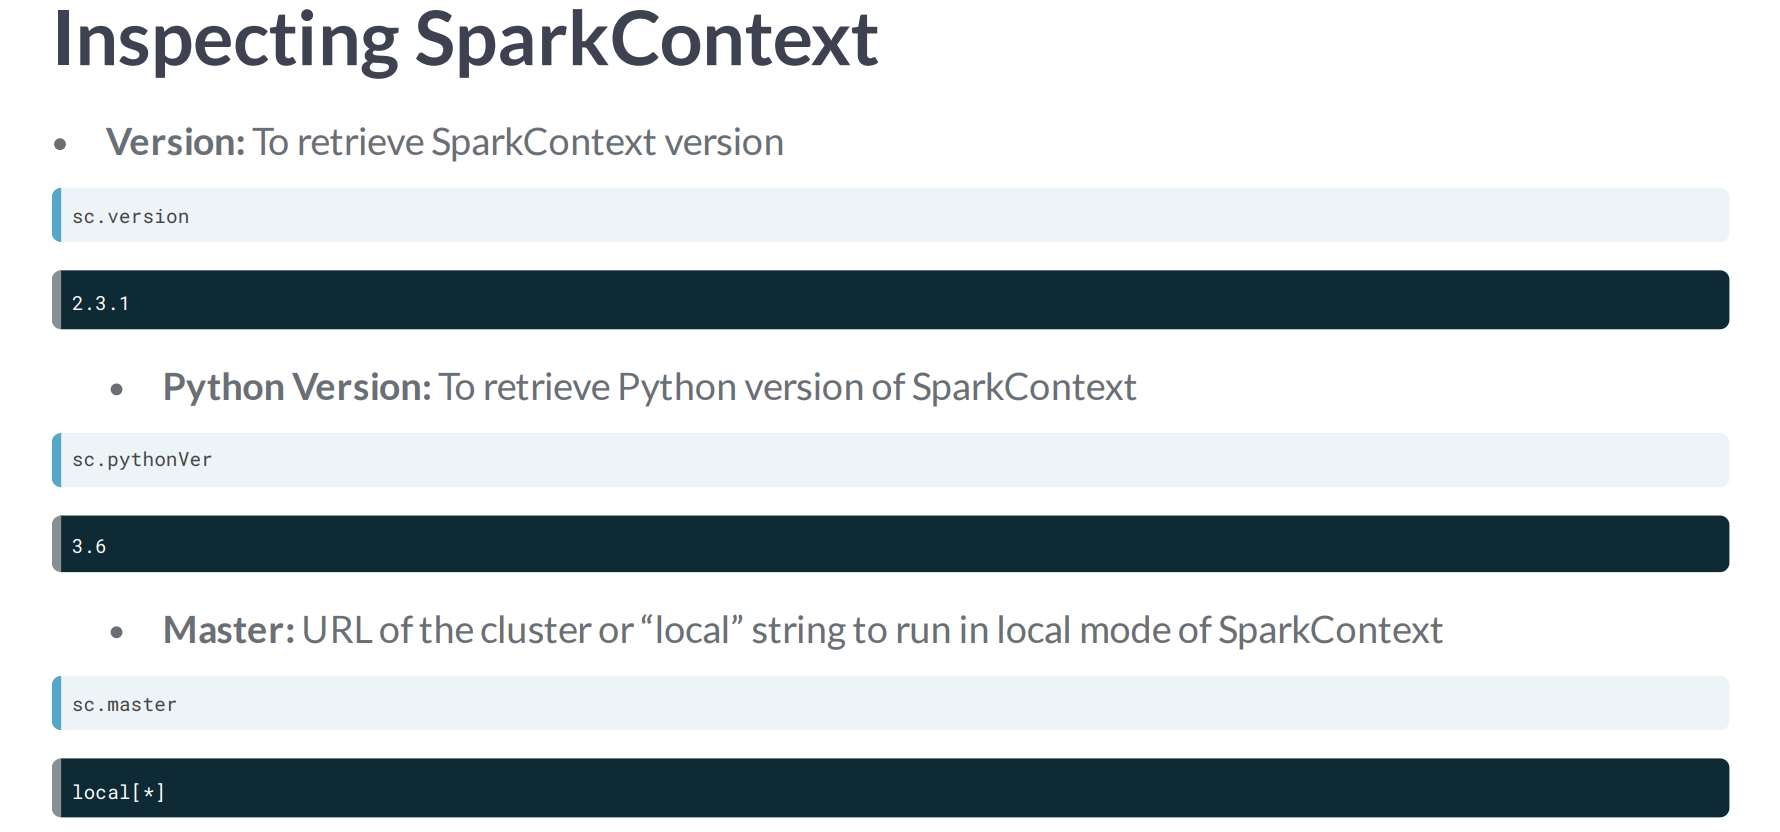 Inspecting SparkContext
• Version: To retrieve SparkContext version
sc.version
2.3.1
• Python Version: To retrieve Python version of SparkContext
sc.pythonVer
3.6
• Master: URL of the cluster or “local” string to run in local mode of SparkContext
sc.master
local[*]